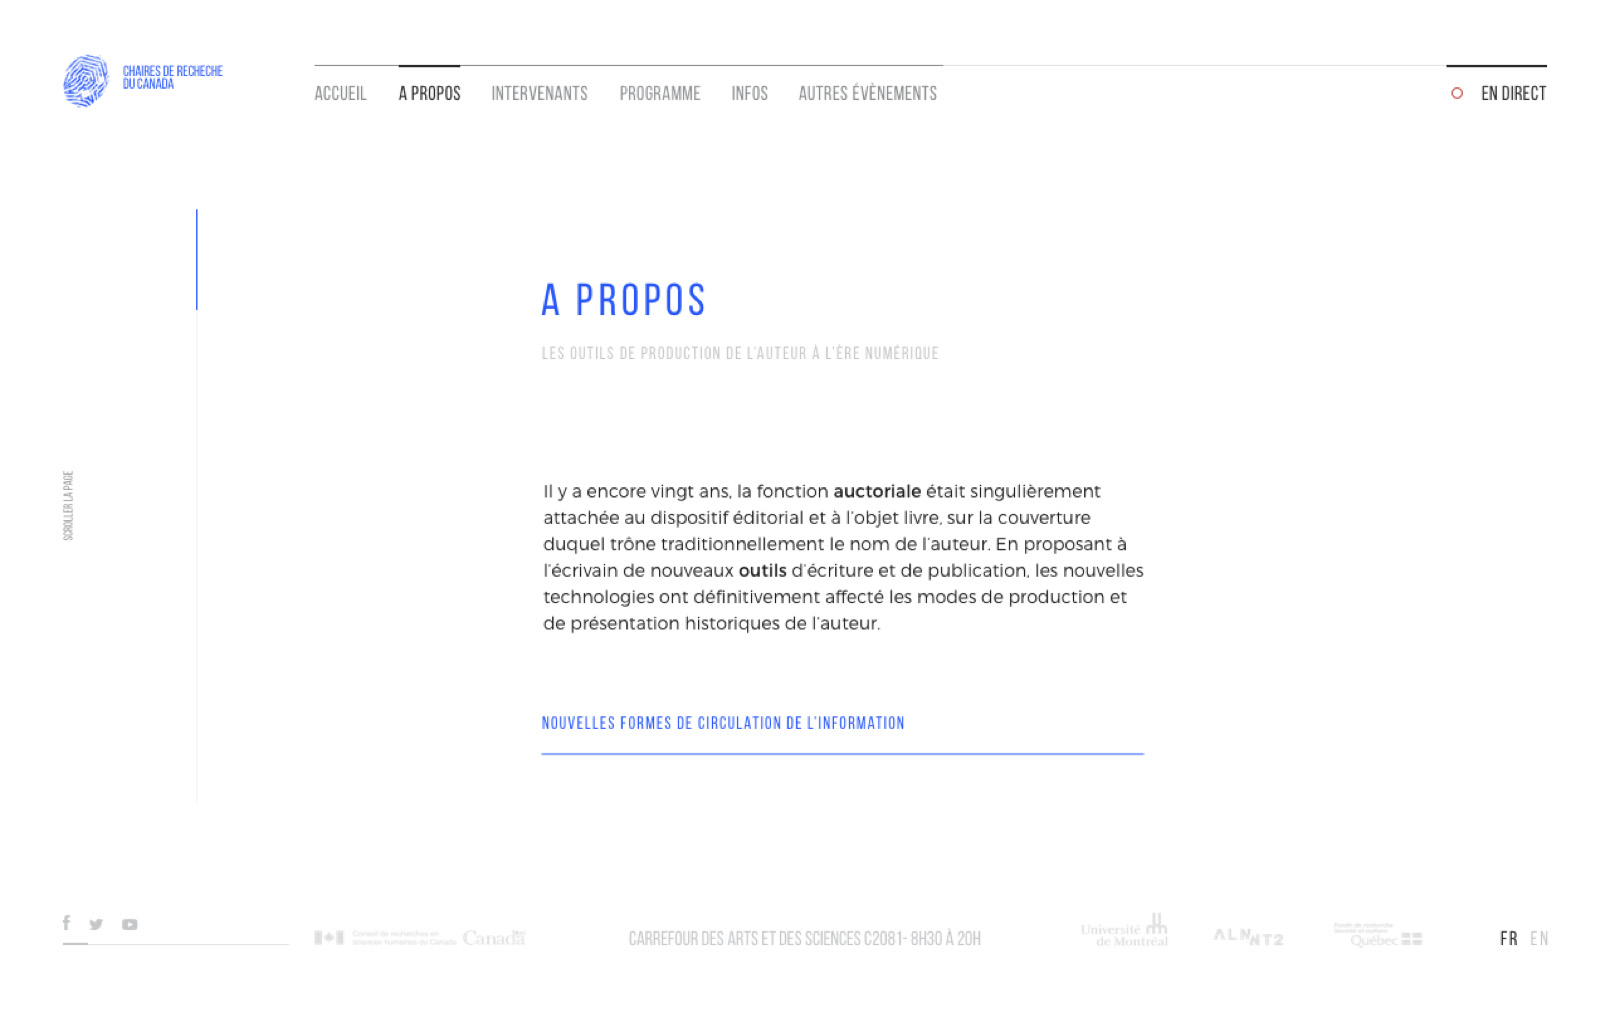 CHAIRES DE RECHECHE
DU CANADA
ACCUEIL
A PROPOS
INTERVENANTS
PROGRAMME
INFOS
AUTRES ÉVÈNEMENTS
EN DIRECT
A PROPOS
LES OUTILS DE PRODUCTION DE L'AUTEUR À L'ÈRE NUMÉRIQUE
SCROLLER LA PAGE
Il y a encore vingt ans, la fonction auctoriale était singulièrement
attachée au dispositif éditorial et à l'objet livre, sur la couverture
duquel trône traditionnellement le nom de l'auteur. En proposant à
l'écrivain de nouveaux outils d'écriture et de publication, les nouvelles
technologies ont définitivement affecté les modes de production et
de présentation historiques de l'auteur.
NOUVELLES FORMES DE CIRCULATION DE L'INFORMATION
Conseil de recherches en
sciences humaines du Canada
Canada
CARREFOUR DES ARTS ET DES SCIENCES C2081- 8H30 À 20H
Université
de Montréal
ALN
NT2
Fonds de recherche
Société et culture
Québec
FR
EN